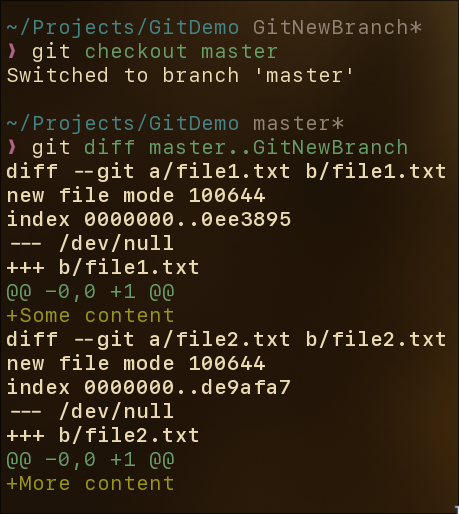 ~/Projects/GitDemo GitNewBranch*
❯ git checkout master
Switched to branch 'master'
~/Projects/GitDemo master*
❯ git diff master..GitNewBranch
diff --git a/file1.txt b/file1.txt
new file mode 100644
index 0000000..0ee3895
--- /dev/null
+++ b/file1.txt
@@ -0,0 +1 @@
+Some content
diff --git a/file2.txt b/file2.txt
new file mode 100644
index 0000000..de9afa7
--- /dev/null
+++ b/file2.txt
@@ -0,0 +1 @@
+More content